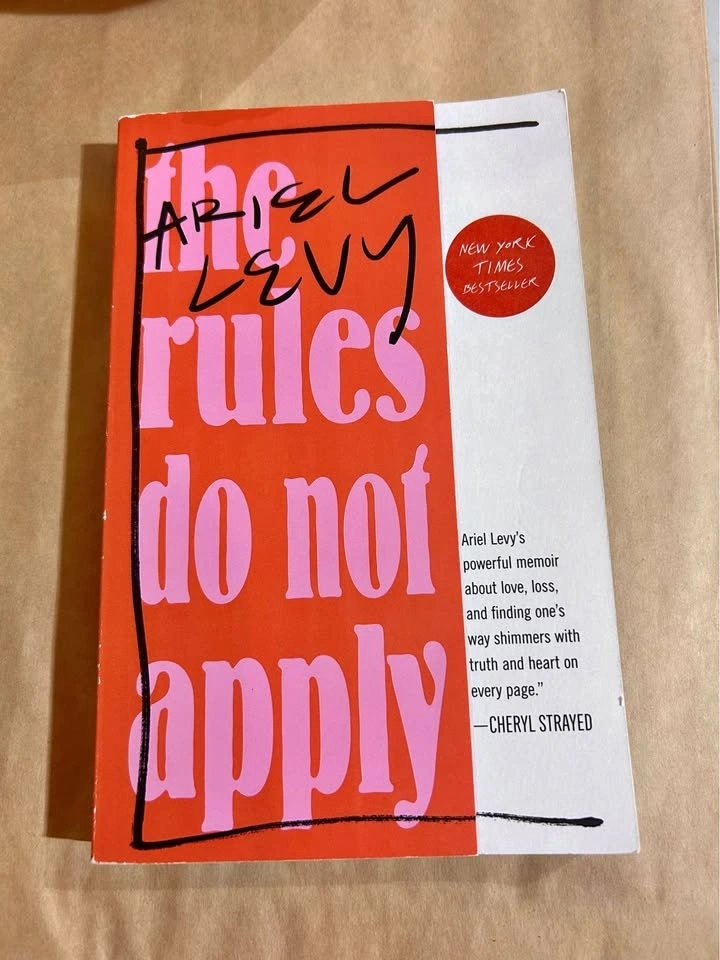 the
ARIEL
LEVY
rules
do not
apply
NEW YORK
TIMES
BESTSELLER
Ariel Levy's
powerful memoir
about love, loss,
and finding one's
way shimmers with
truth and heart on
every page."
—CHERYL STRAYED